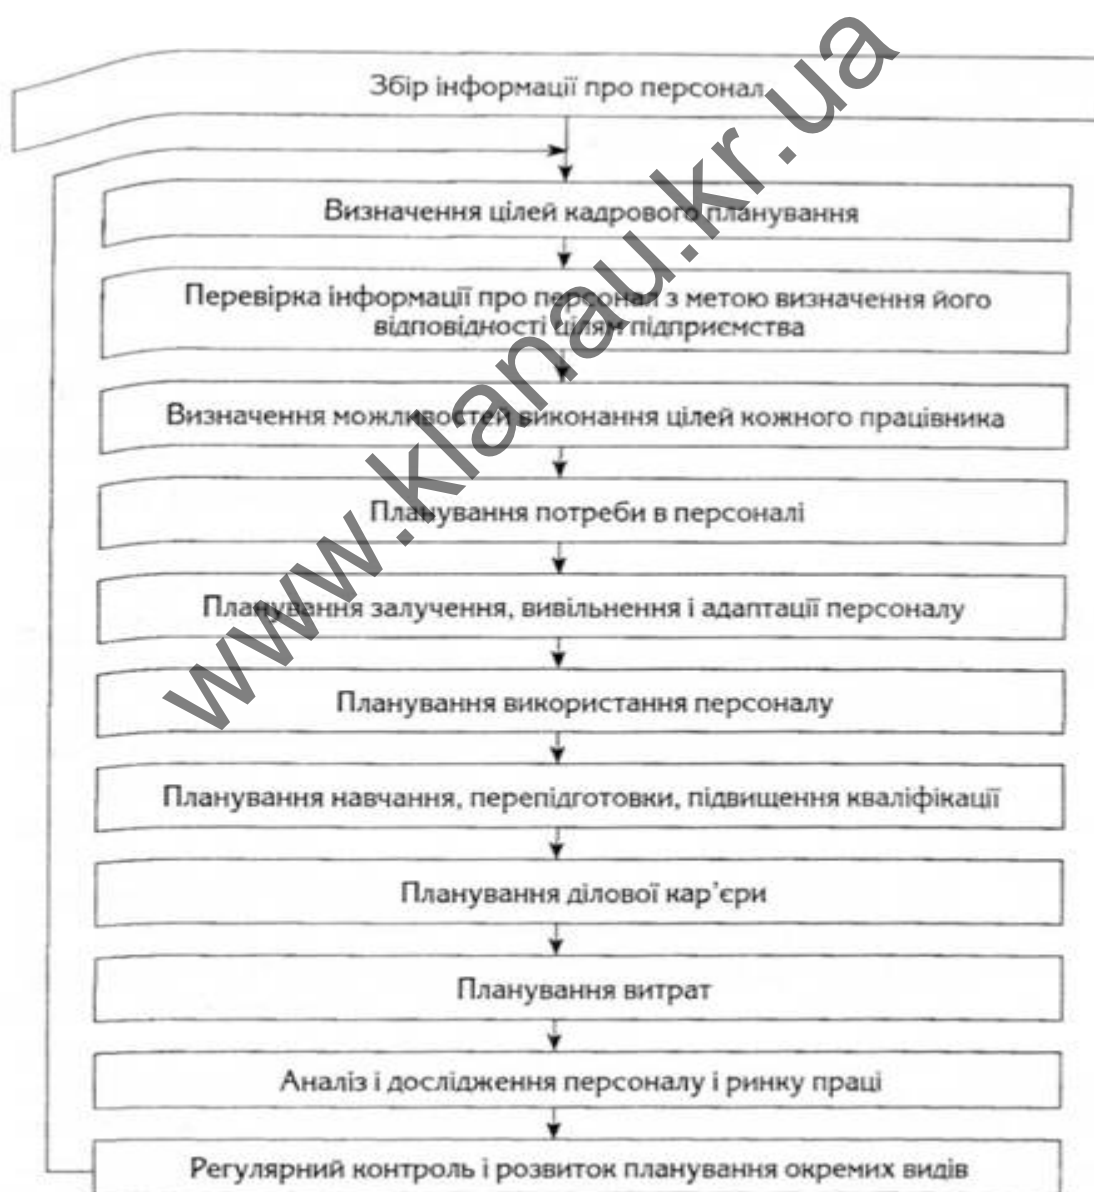 Збір інформації про персонал
Визначення цілей кадрового планування
Перевірка інформації про персонал з метою визначення його
відповідності цілям підприємства
Визначення можливостей виконання цілей кожного працівника
Планування потреби в персоналі
Планування залучення, вивільнення і адаптації персоналу
Планування використання персоналу
Планування навчання, перепідготовки, підвищення кваліфікації
Планування ділової кар’єри
Планування витрат
Аналіз і дослідження персоналу і ринку праці
Регулярний контроль і розвиток планування окремих видів
www.klanau.kr.ua